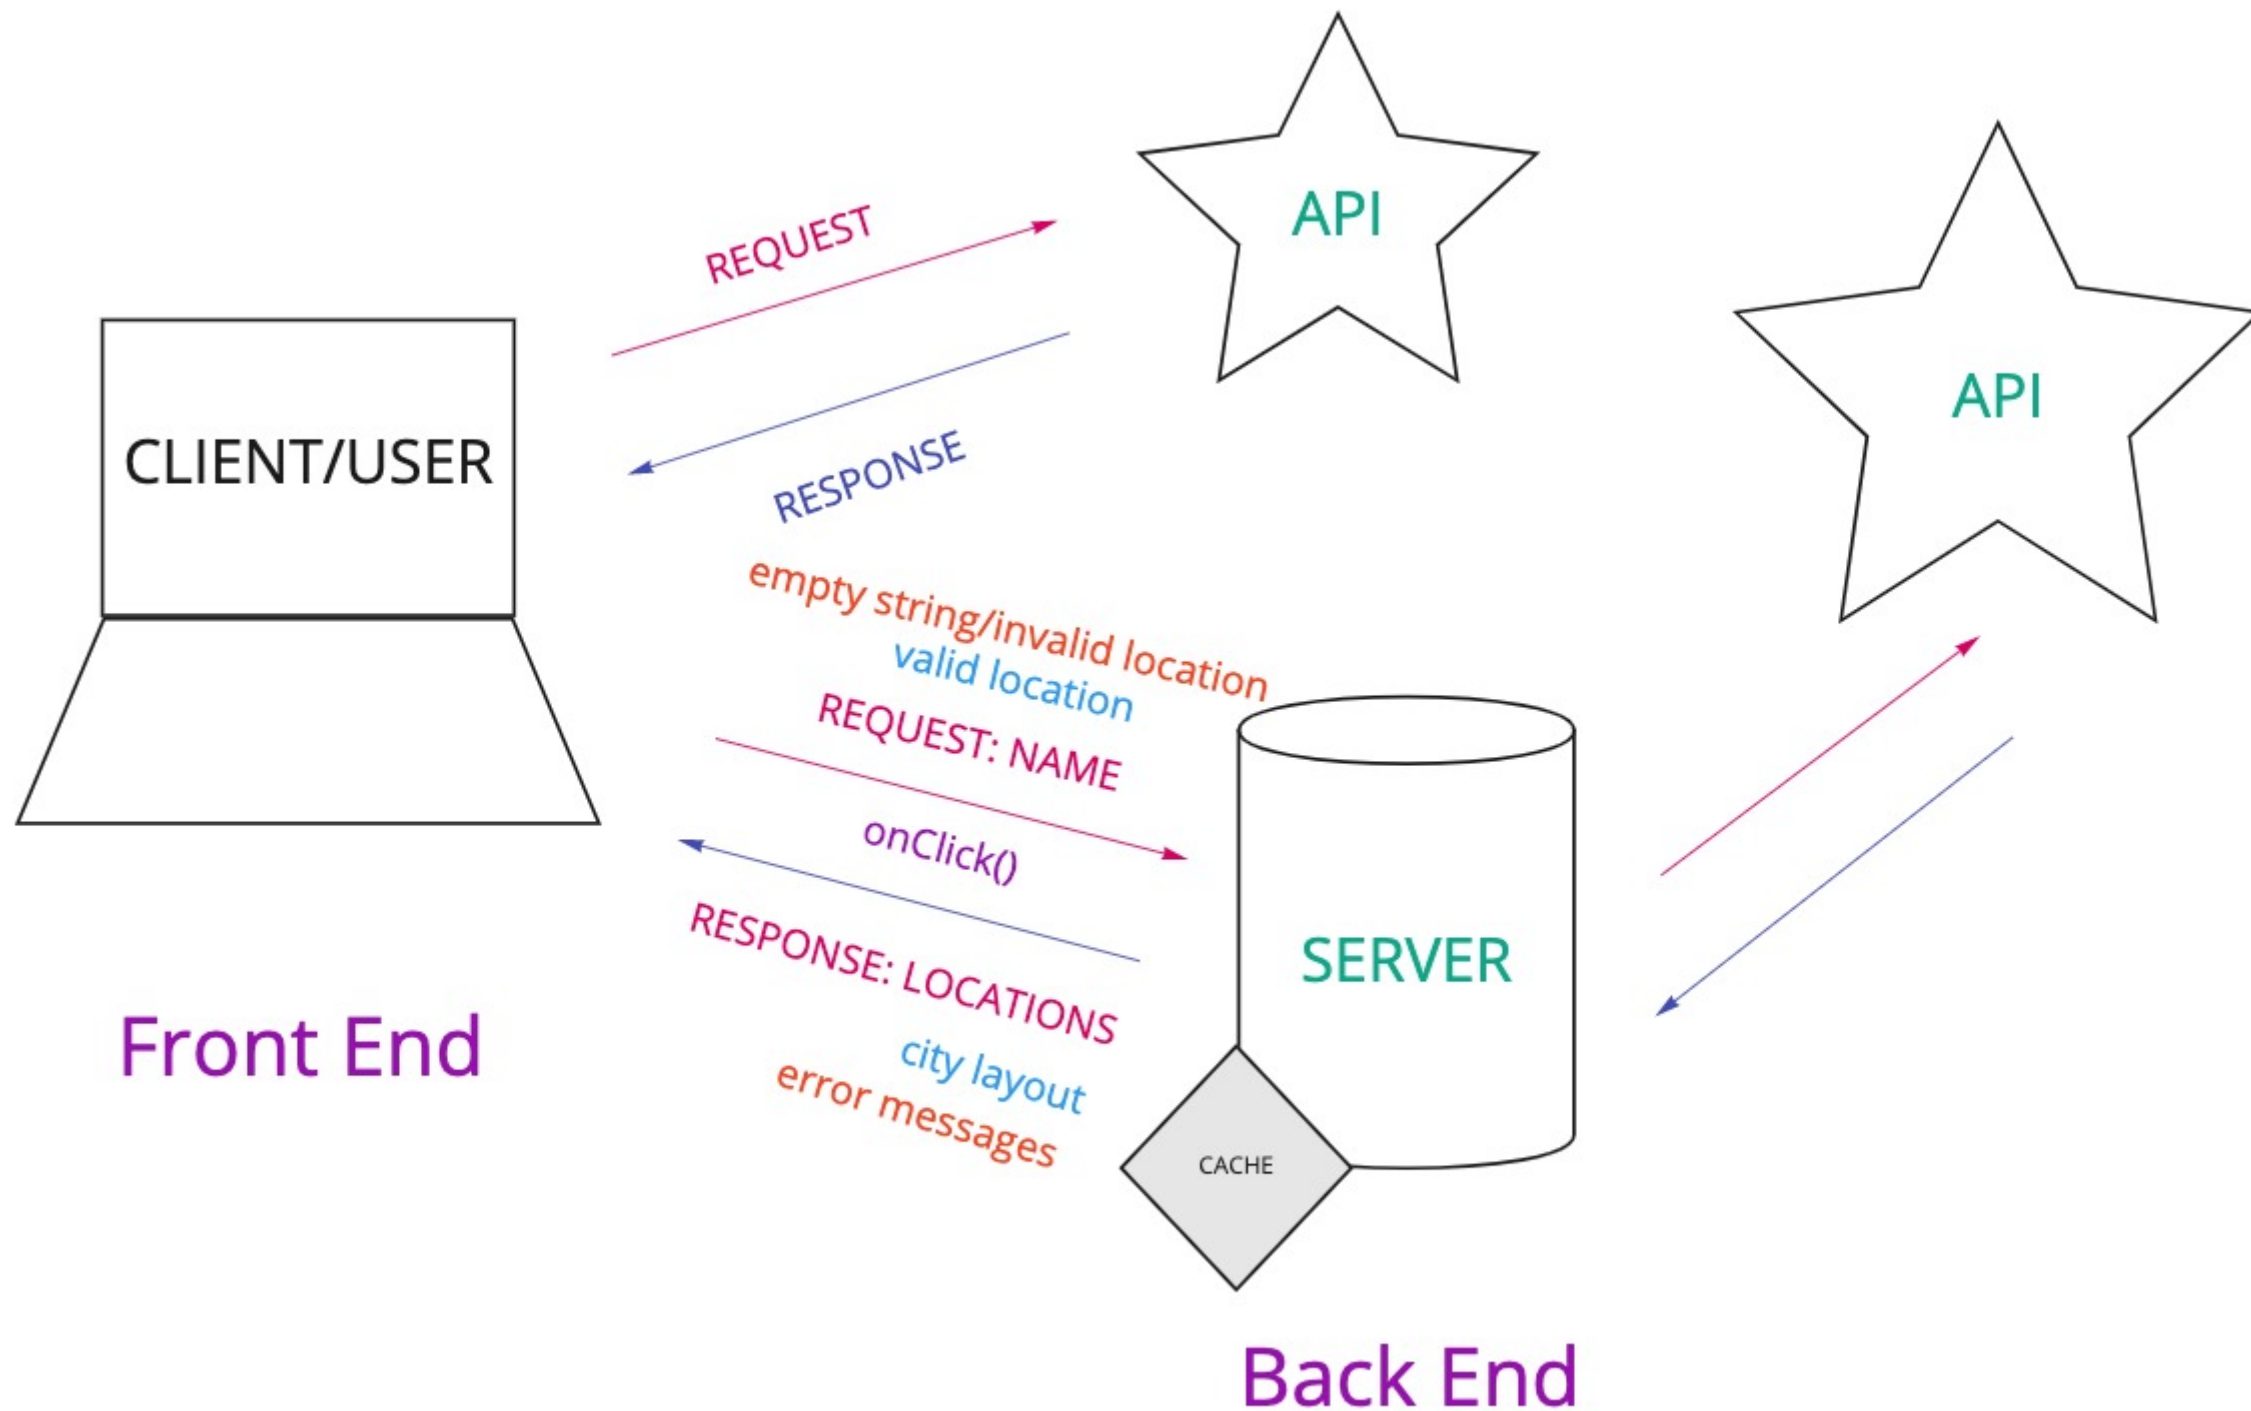 API
REQUEST
API
CLIENT/USER
RESPONSE
empty string/invalid location
valid location
REQUEST: NAME
onClick()
RESPONSE: LOCATIONS
SERVER
city layout
error messages
Front End
CACHE
Back End